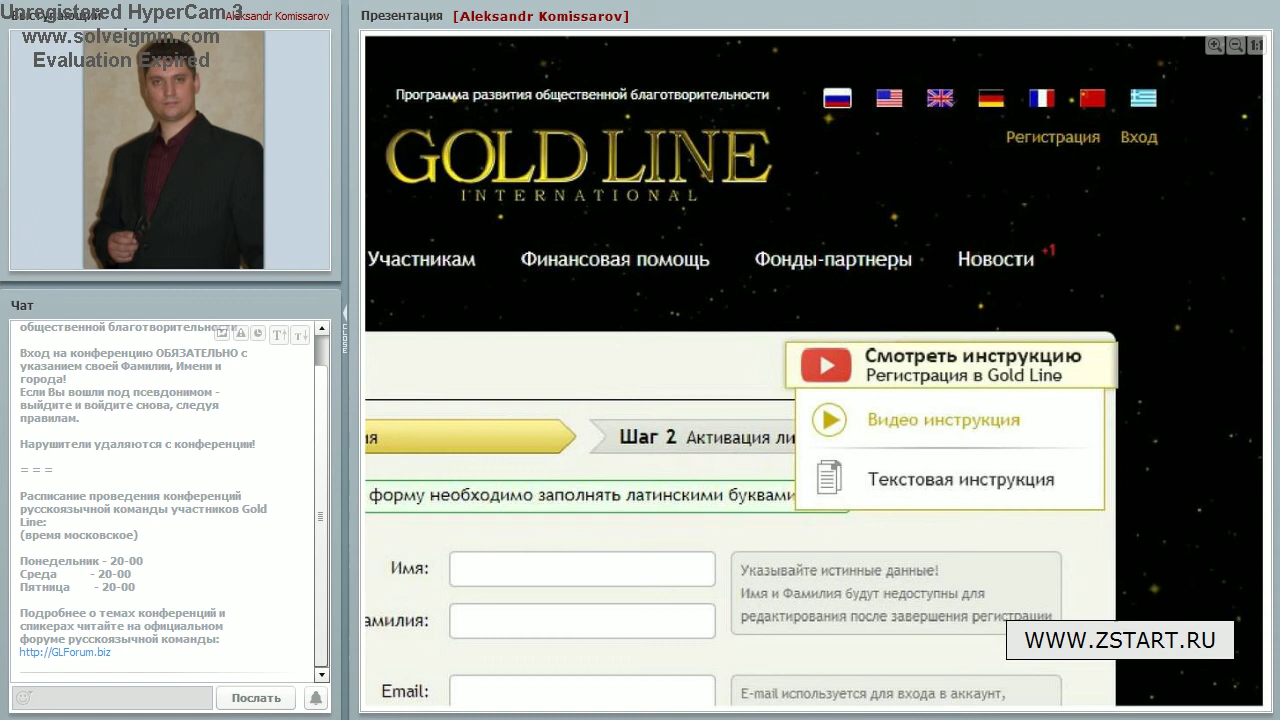 Unregistered HyperCam 3
www.solveigmm.com
Evaluation Expired
Aleksandr Komissarov
Презентация [Aleksandr Komissarov]
Программа развития общественной благотворительности
GOLD LINE
INTERNATIONAL
Регистрация Вход
Участникам Финансовая помощь Фонды-партнеры Новости +1
Смотреть инструкцию
Регистрация в Gold Line
Видео инструкция
Текстовая инструкция
ия
Шаг 2 Активация ли
форму необходимо заполнять латинскими буквами
Имя:
Указывайте истинные данные!
Имя и Фамилия будут недоступны для
редактирования после завершения регистрации
амилия:
WWW.ZSTART.RU
Email:
E-mail используется для входа в аккаунт,
Чат
общественной благотворительности.
Вход на конференцию ОБЯЗАТЕЛЬНО с
указанием своей Фамилии, Имени и
города!
Если Вы вошли под псевдонимом -
выйдите и войдите снова, следуя
правилам.
Нарушители удаляются с конференции!
= = =
Расписание проведения конференций
русскоязычной команды участников Gold
Line:
(время московское)
Понедельник - 20-00
Среда - 20-00
Пятница - 20-00
Подробнее о темах конференций и
спикерах читайте на официальном
форуме русскоязычной команды:
http://GLForum.biz
Послать